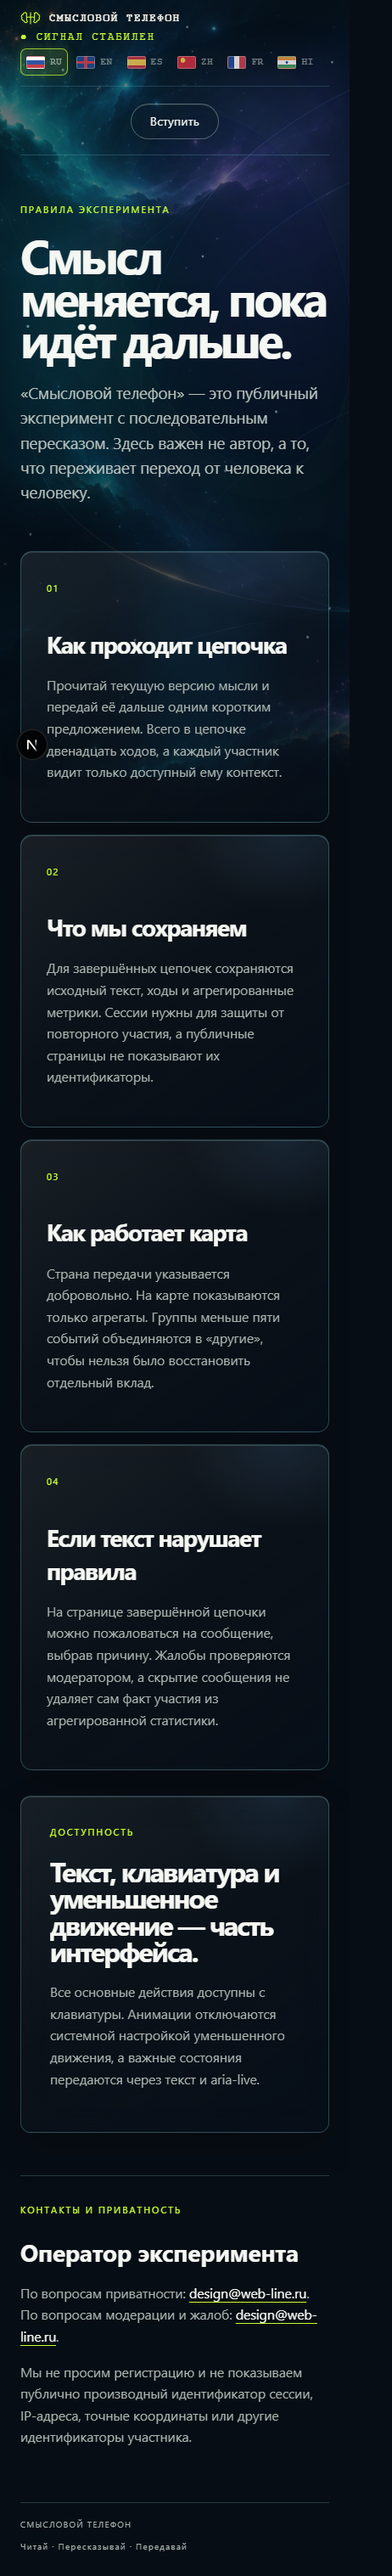 СМЫСЛОВОЙ ТЕЛЕФОН
СИГНАЛ СТАБИЛЕН
RU EN ES ZH FR HI
Вступить
ПРАВИЛА ЭКСПЕРИМЕНТА
Смысл
меняется, пока
идёт дальше.
«Смысловой телефон» — это публичный
эксперимент с последовательным
пересказом. Здесь важен не автор, а то,
что переживает переход от человека к
человеку.
01
Как проходит цепочка
Прочитай текущую версию мысли и
передай её дальше одним коротким
предложением. Всего в цепочке
двенадцать ходов, а каждый участник
видит только доступный ему контекст.
N
02
Что мы сохраняем
Для завершённых цепочек сохраняются
исходный текст, ходы и агрегированные
метрики. Сессии нужны для защиты от
повторного участия, а публичные
страницы не показывают их
идентификаторы.
03
Как работает карта
Страна передачи указывается
добровольно. На карте показываются
только агрегаты. Группы меньше пяти
событий объединяются в «другие»,
чтобы нельзя было восстановить
отдельный вклад.
04
Если текст нарушает
правила
На странице завершённой цепочки
можно пожаловаться на сообщение,
выбрав причину. Жалобы проверяются
модератором, а скрытие сообщения не
удаляет сам факт участия из
агрегированной статистики.
ДОСТУПНОСТЬ
Текст, клавиатура и
уменьшенное
движение — часть
интерфейса.
Все основные действия доступны с
клавиатуры. Анимации отключаются
системной настройкой уменьшенного
движения, а важные состояния
передаются через текст и aria-live.
КОНТАКТЫ И ПРИВАТНОСТЬ
Оператор эксперимента
По вопросам приватности: design@web-line.ru.
По вопросам модерации и жалоб: design@web-
line.ru.
Мы не просим регистрацию и не показываем
публично производный идентификатор сессии,
IP-адреса, точные координаты или другие
идентификаторы участника.
СМЫСЛОВОЙ ТЕЛЕФОН
Читай · Пересказывай · Передавай